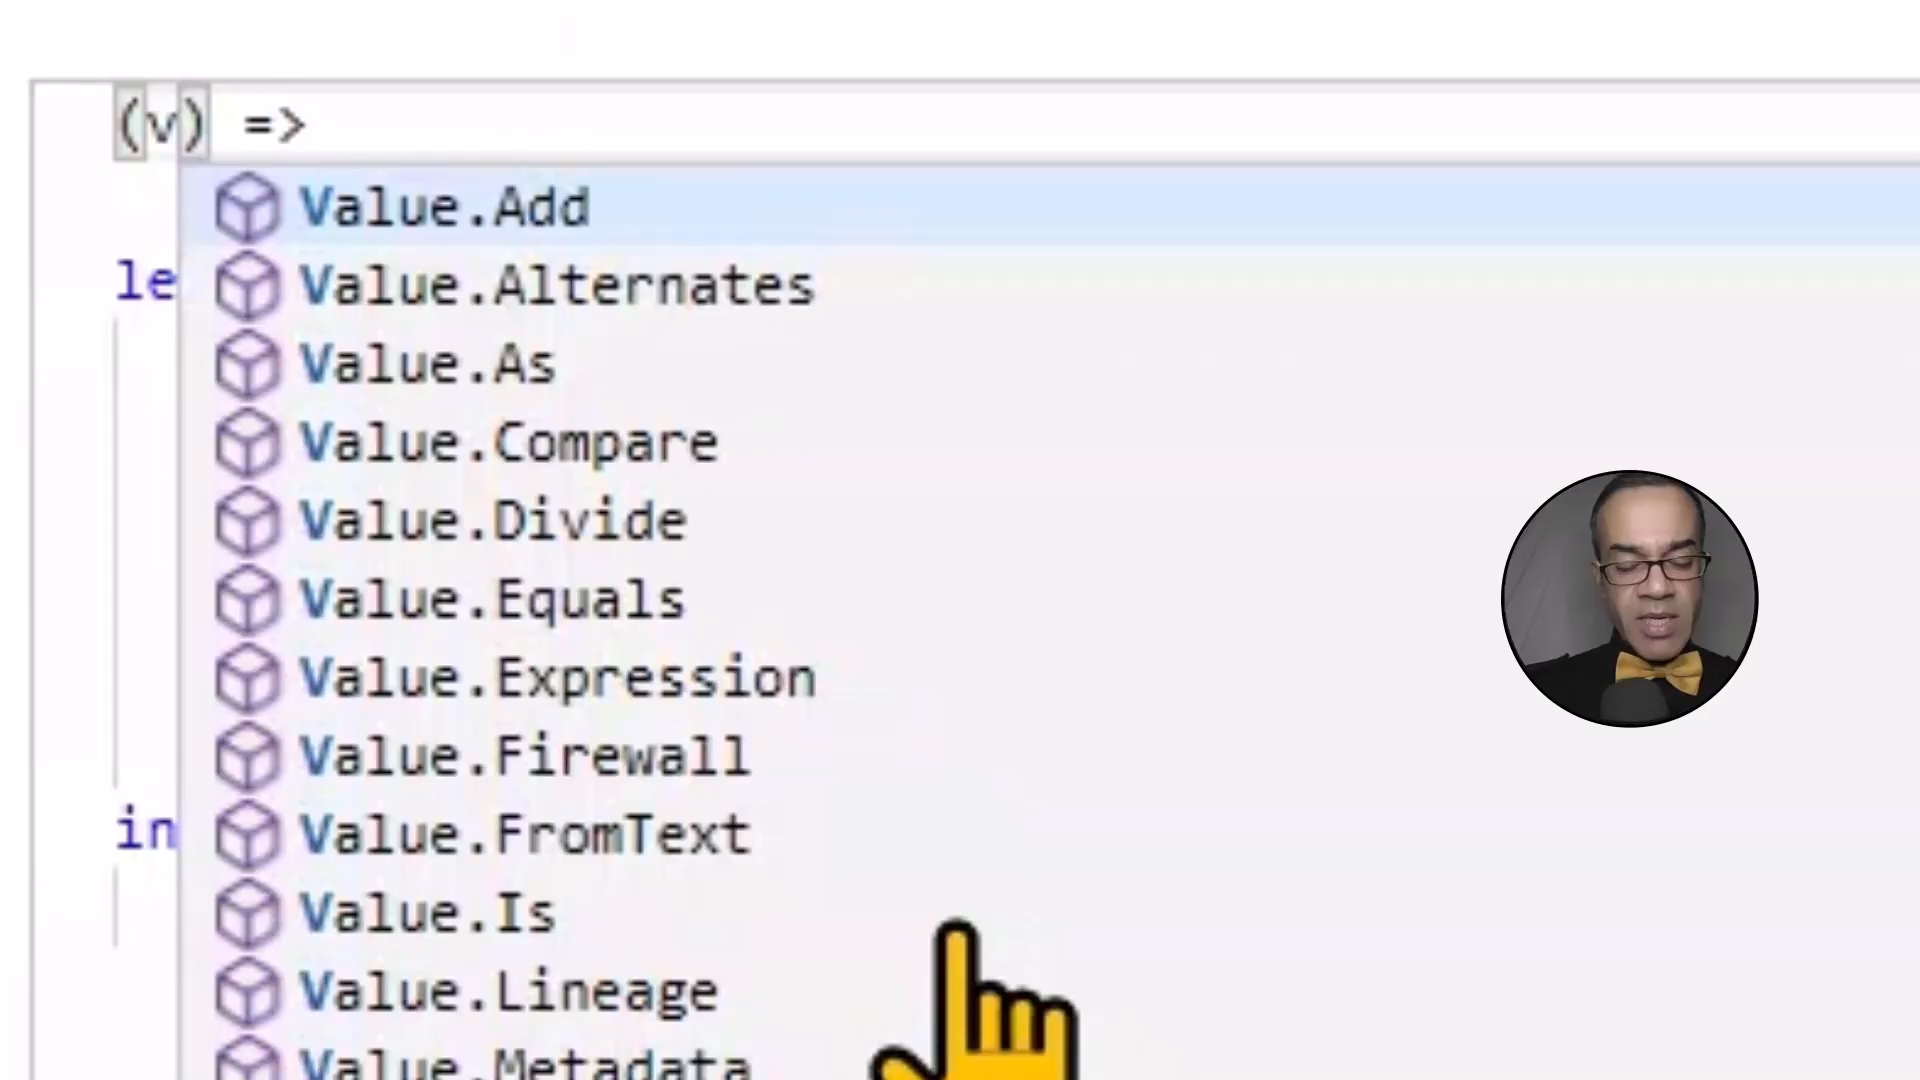 (v) =>
Value.Add
le
Value.Alternates
Value.As
Value.Compare
Value.Divide
Value.Equals
Value.Expression
Value.Firewall
in
Value.FromText
Value.Is
Value.Lineage
Value.Metadata